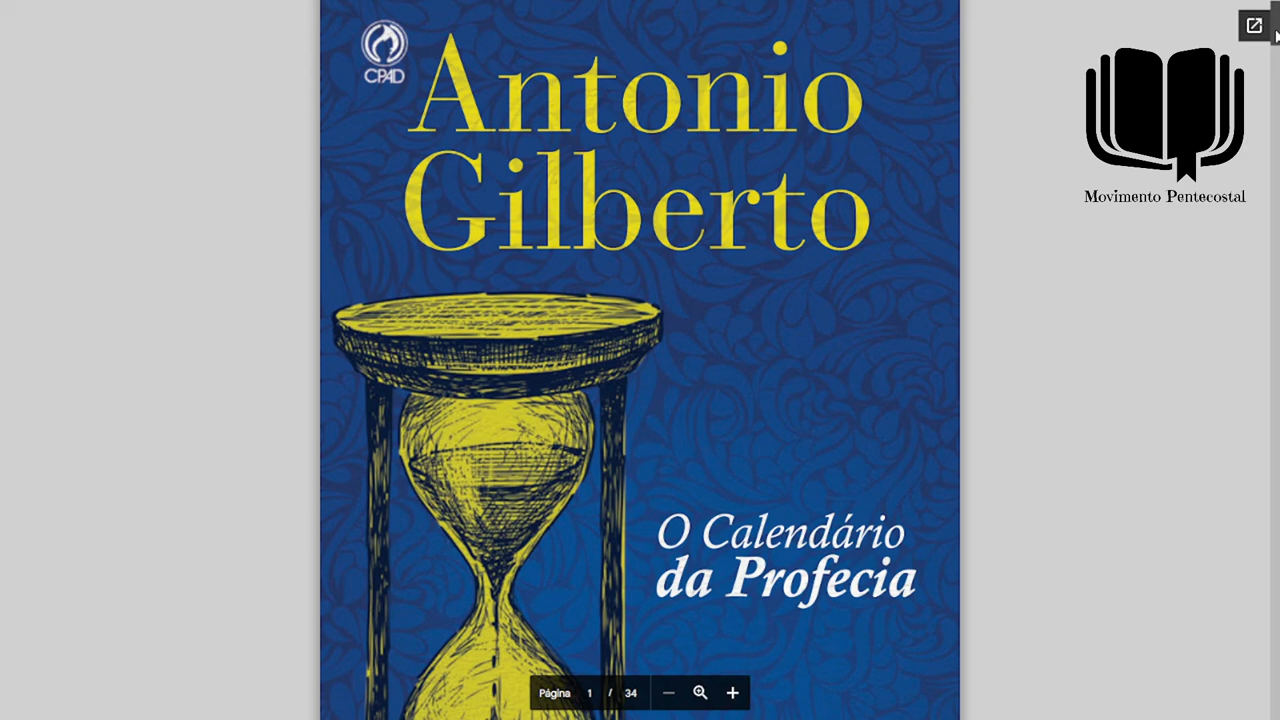 CPAD
Antonio
Gilberto
Movimento Pentecostal
O Calendário
da Profecia
Página 1 / 34